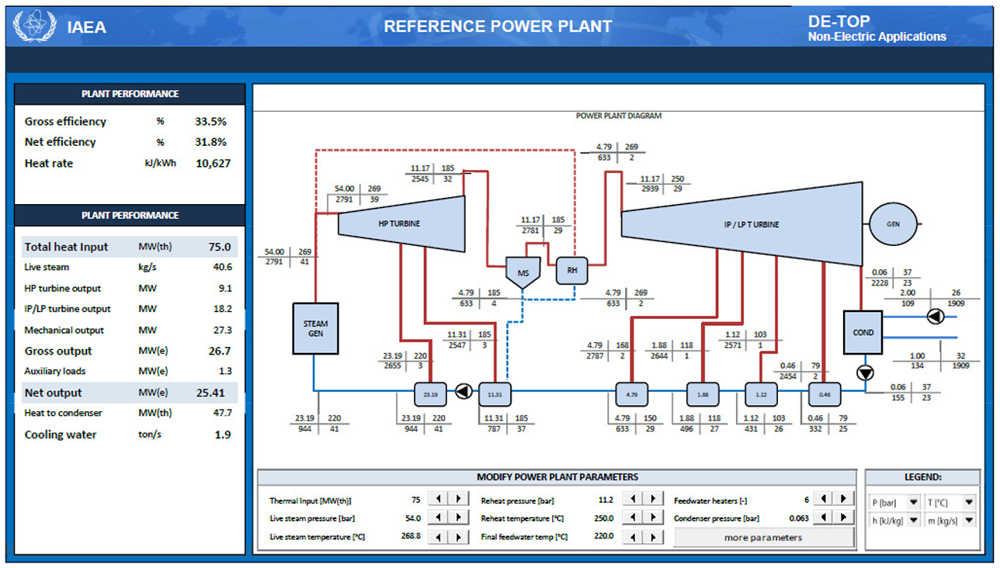 IAEA
REFERENCE POWER PLANT
DE-TOP
Non-Electric Applications
PLANT PERFORMANCE
Gross efficiency % 33.5%
Net efficiency % 31.8%
Heat rate kJ/kWh 10,627
PLANT PERFORMANCE
Total heat Input MW(th) 75.0
Live steam kg/s 40.6
HP turbine output MW 9.1
IP/LP turbine output MW 18.2
Mechanical output MW 27.3
Gross output MW(e) 26.7
Auxiliary loads MW(e) 1.3
Net output MW(e) 25.41
Heat to condenser MW(th) 47.7
Cooling water ton/s 1.9
POWER PLANT DIAGRAM
4.79 269
633 2
11.17 185
2545 32
11.17 250
2939 29
54.00 269
2791 39
HP TURBINE
IP / LP T URBINE
GEN
11.17 185
2781 29
54.00 269
2791 41
MS
RH
0.06 37
2228 23
4.79 185
633 4
4.79 269
633 2
2.00 26
109 1909
STEAM
GEN
COND
11.31 185
2547 3
4.79 168
2787 2
1.88 118
2644 1
1.12 103
2571 1
23.19 220
2655 3
0.46 79
2454 2
1.00 32
134 1909
0.06 37
155 23
23.19
11.31
4.79
1.88
1.12
0.46
23.19 220
944 41
23.19 220
944 41
11.31 185
787 37
4.79 150
633 29
1.88 118
496 27
1.12 103
431 26
0.46 79
332 25
MODIFY POWER PLANT PARAMETERS
Thermal Input [MW(th)] 75
Reheat pressure [bar] 11.2
Feedwater heaters [-] 6
Live steam pressure [bar] 54.0
Reheat temperature [°C] 250.0
Condenser pressure [bar] 0.063
Live steam temperature [°C] 268.8
Final feedwater temp [°C] 220.0
more parameters
LEGEND:
P [bar] T [°C]
h [kJ/kg] m [kg/s]